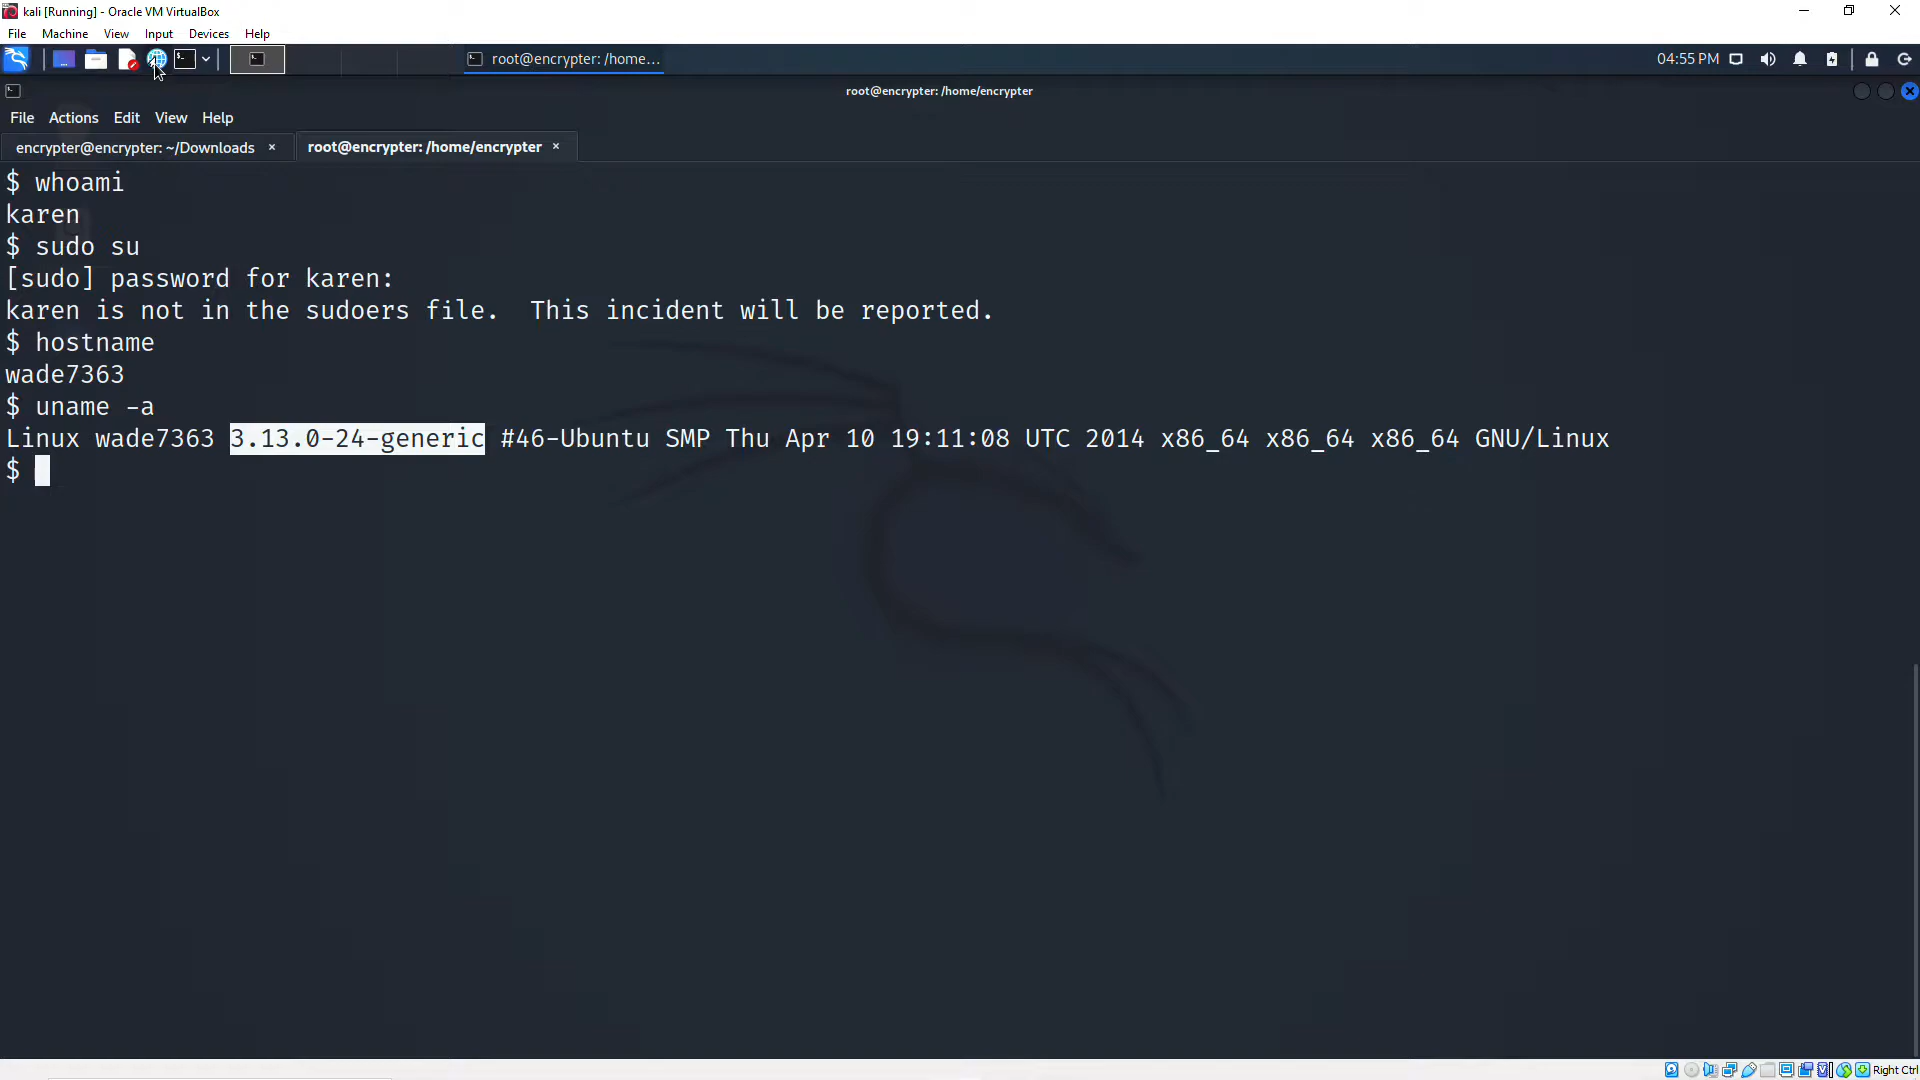 kali [Running] - Oracle VM VirtualBox
File Machine View Input Devices Help
root@encrypter: /home... 04:55 PM
root@encrypter: /home/encrypter
File Actions Edit View Help
encrypter@encrypter: ~/Downloads × root@encrypter: /home/encrypter ×
$ whoami
karen
$ sudo su
[sudo] password for karen:
karen is not in the sudoers file.  This incident will be reported.
$ hostname
wade7363
$ uname -a
Linux wade7363 3.13.0-24-generic #46-Ubuntu SMP Thu Apr 10 19:11:08 UTC 2014 x86_64 x86_64 x86_64 GNU/Linux
$
Right Ctrl